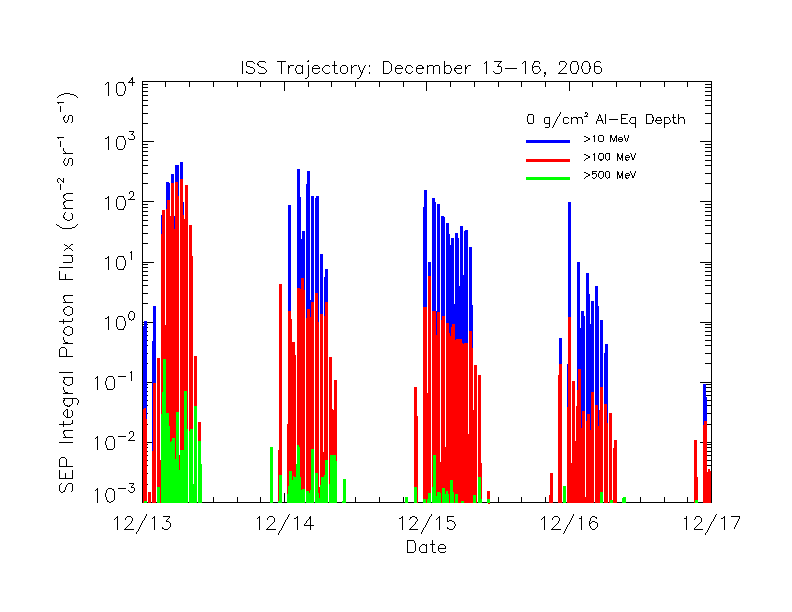 ISS Trajectory: December 13−16, 2006
SEP Integral Proton Flux (cm⁻² sr⁻¹ s⁻¹)
10⁴
10³
10²
10¹
10⁰
10⁻¹
10⁻²
10⁻³
0 g/cm² Al−Eq Depth
>10 MeV
>100 MeV
>500 MeV
12/13 12/14 12/15 12/16 12/17
Date